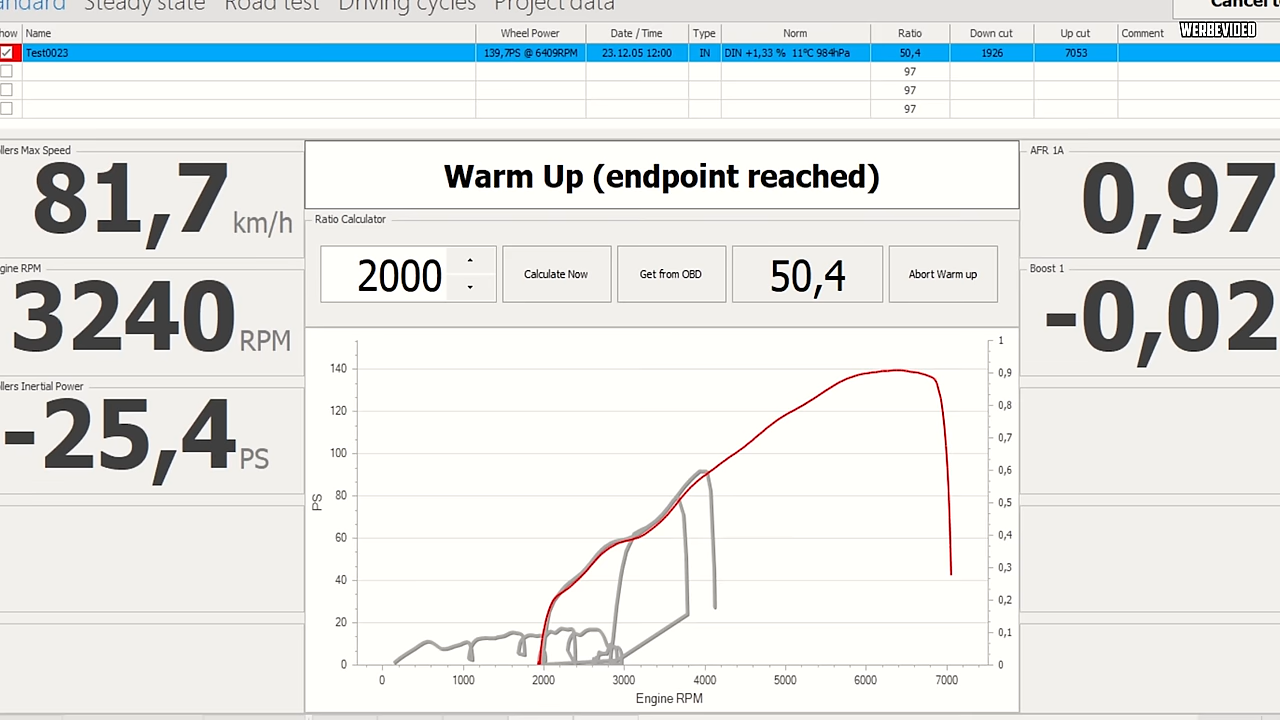 andard Steady state Road test Driving cycles Project data
Cancel t
WERBEVIDEO
how Name Wheel Power Date / Time Type Norm Ratio Down cut Up cut Comment
Test0023 139,7PS @ 6409RPM 23.12.05 12:00 IN DIN +1,33 % 11°C 984hPa 50,4 1926 7053
97
97
97
llers Max Speed
81,7 km/h
gine RPM
3240 RPM
llers Inertial Power
-25,4 PS
Warm Up (endpoint reached)
Ratio Calculator
2000
Calculate Now
Get from OBD
50,4
Abort Warm up
AFR 1A
0,97
Boost 1
-0,02
PS
140
120
100
80
60
40
20
0
1
0,9
0,8
0,7
0,6
0,5
0,4
0,3
0,2
0,1
0
0 1000 2000 3000 4000 5000 6000 7000
Engine RPM